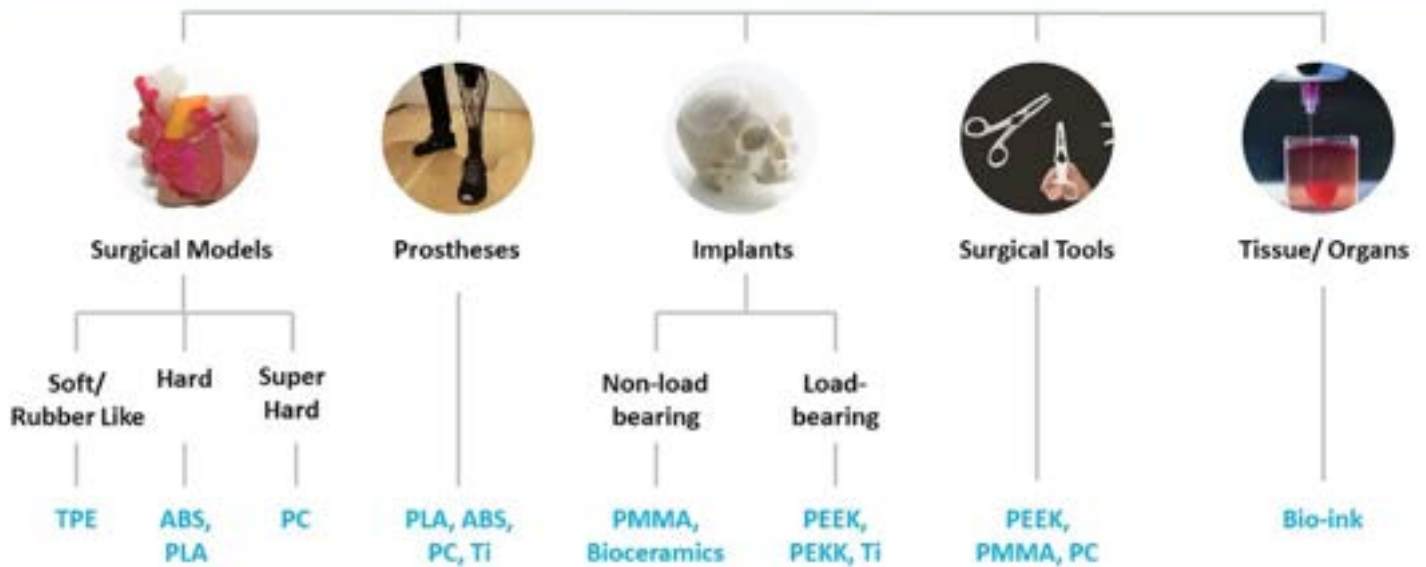 Surgical Models
Prostheses
Implants
Surgical Tools
Tissue/ Organs
Soft/
Rubber Like
Hard
Super
Hard
Non-load
bearing
Load-
bearing
TPE
ABS,
PLA
PC
PLA, ABS,
PC, Ti
PMMA,
Bioceramics
PEEK,
PEKK, Ti
PEEK,
PMMA, PC
Bio-ink